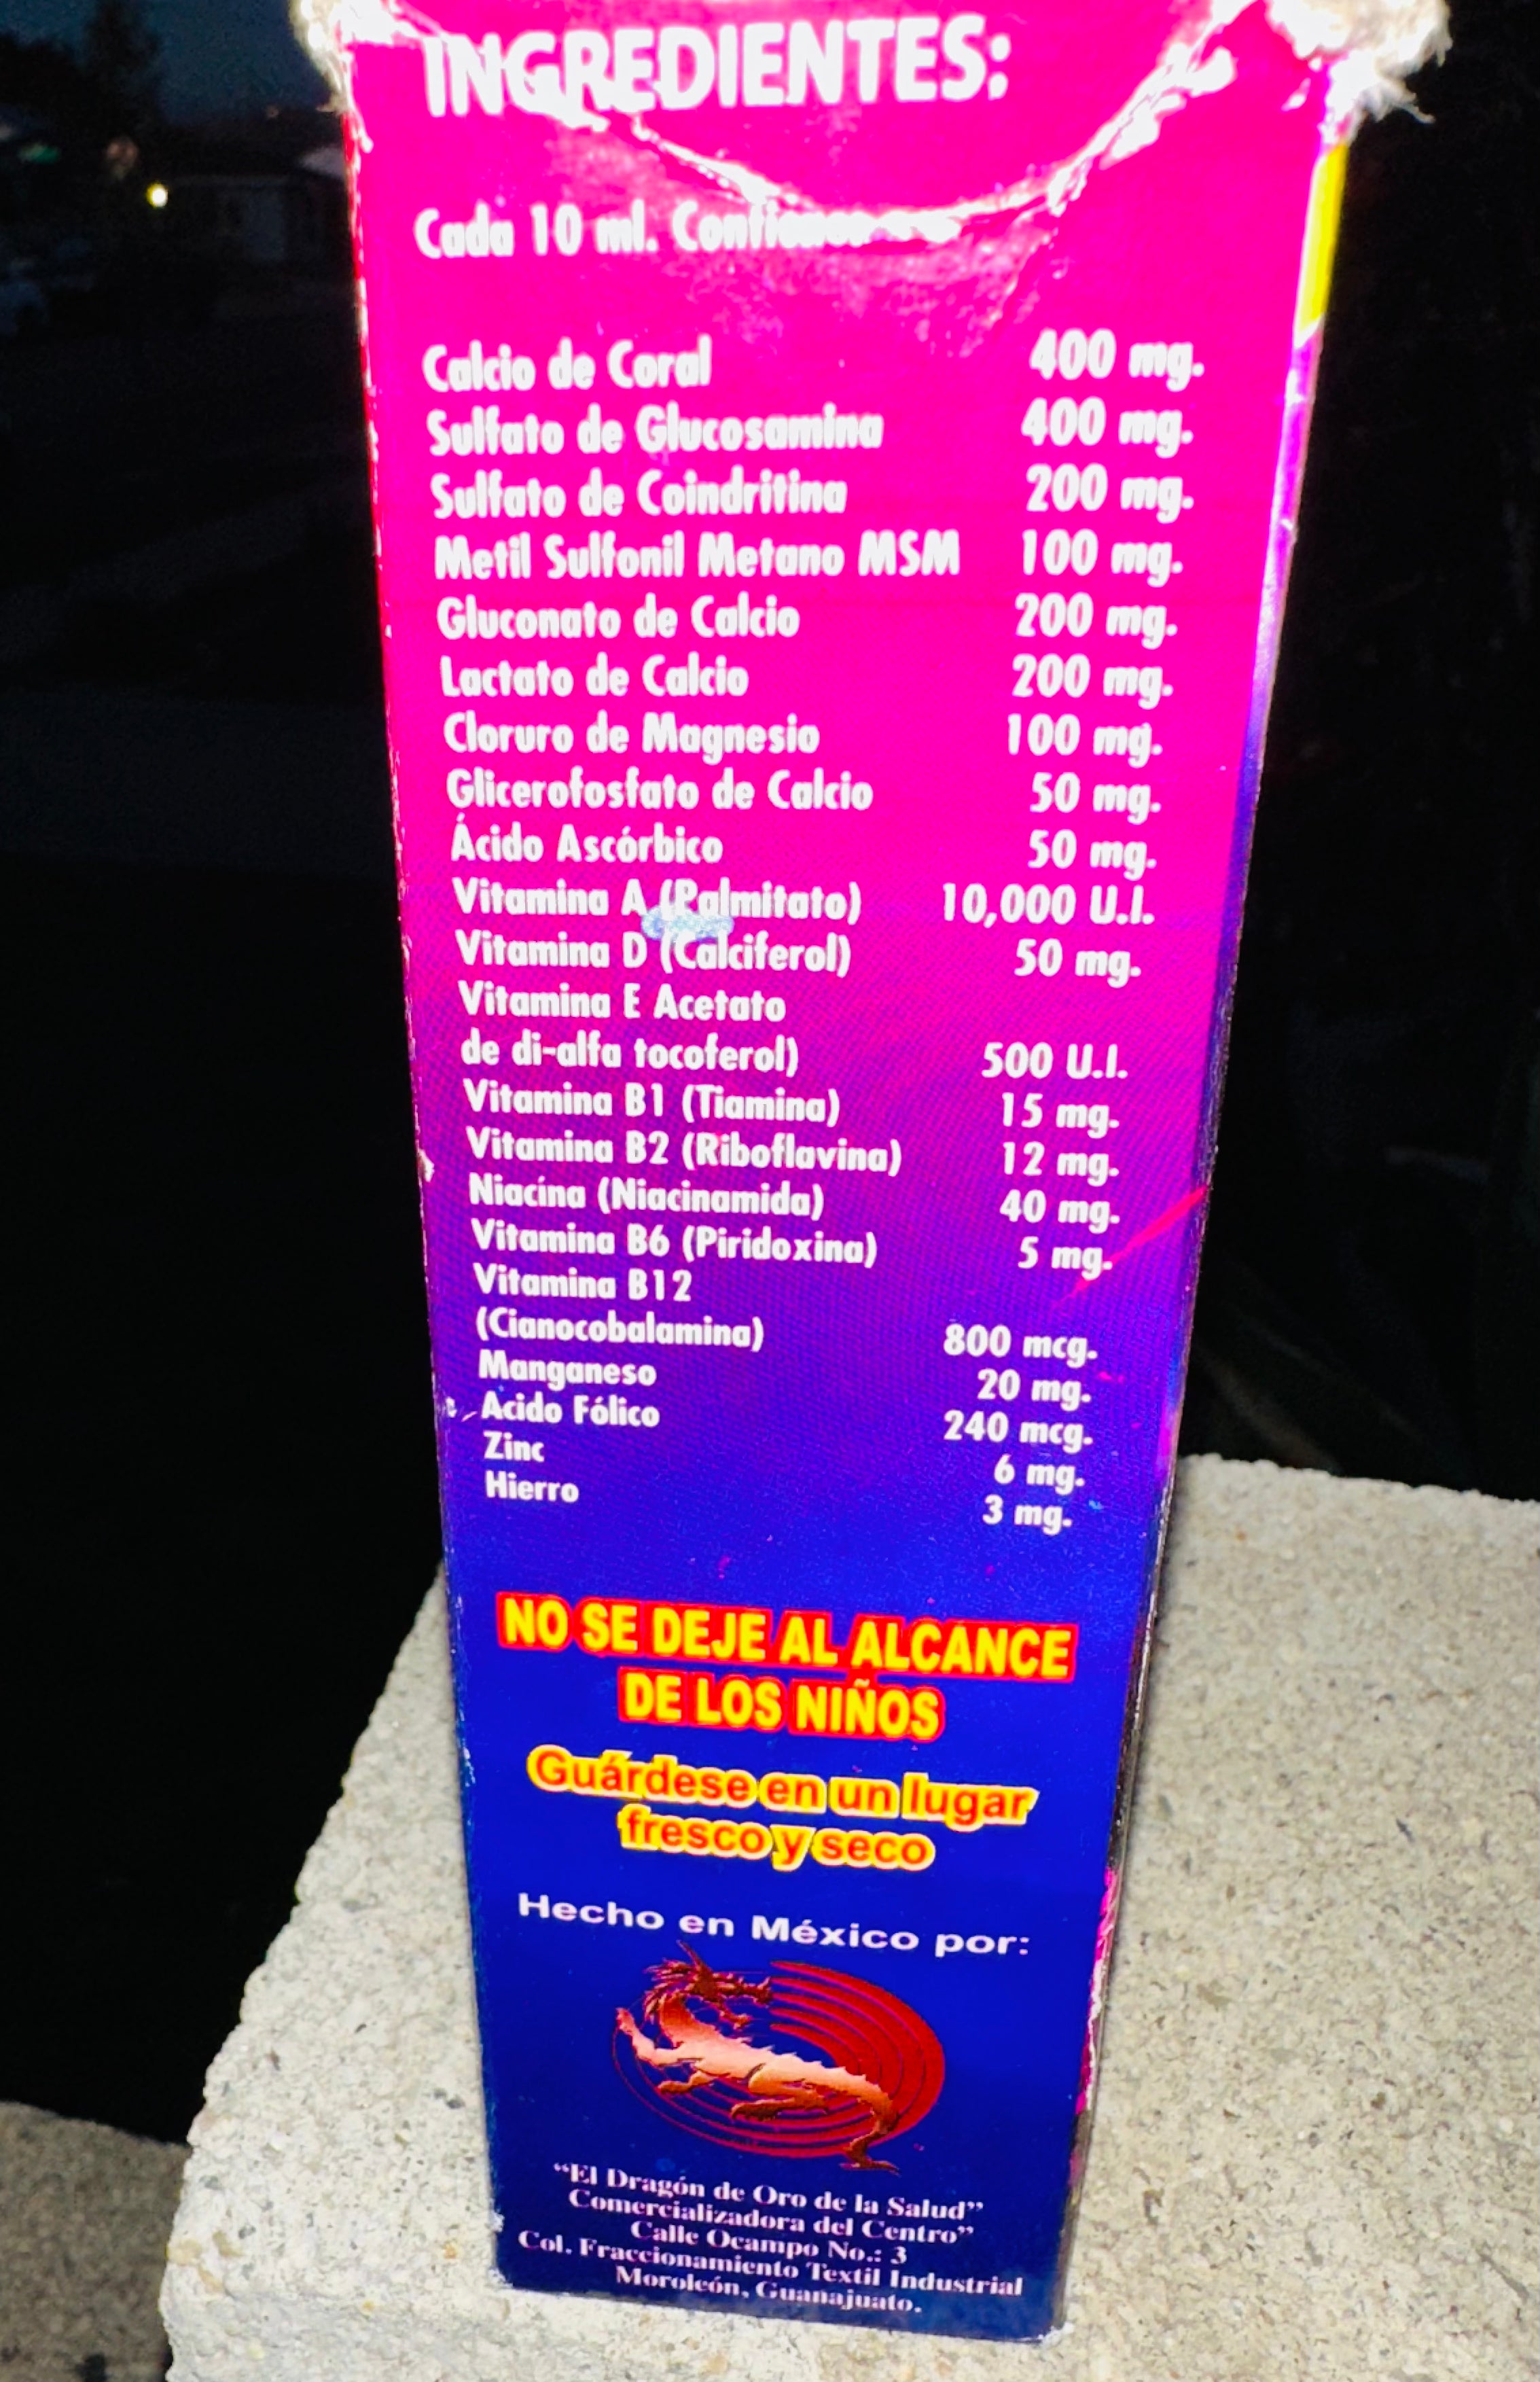 INGREDIENTES:
Cada 10 ml. Contienen
Calcio de Coral 400 mg.
Sulfato de Glucosamina 400 mg.
Sulfato de Coindritina 200 mg.
Metil Sulfonil Metano MSM 100 mg.
Gluconato de Calcio 200 mg.
Lactato de Calcio 200 mg.
Cloruro de Magnesio 100 mg.
Glicerofosfato de Calcio 50 mg.
Ácido Ascórbico 50 mg.
Vitamina A (Palmitato) 10,000 U.I.
Vitamina D (Calciferol) 50 mg.
Vitamina E Acetato
de di-alfa tocoferol) 500 U.I.
Vitamina B1 (Tiamina) 15 mg.
Vitamina B2 (Riboflavina) 12 mg.
Niacína (Niacinamida) 40 mg.
Vitamina B6 (Piridoxina) 5 mg.
Vitamina B12
(Cianocobalamina) 800 mcg.
Manganeso 20 mg.
Acido Fólico 240 mcg.
Zinc 6 mg.
Hierro 3 mg.
NO SE DEJE AL ALCANCE
DE LOS NIÑOS
Guárdese en un lugar
fresco y seco
Hecho en México por:
“El Dragón de Oro de la Salud”
Comercializadora del Centro”
Calle Ocampo No.: 3
Col. Fraccionamiento Textil Industrial
Moroleón, Guanajuato.